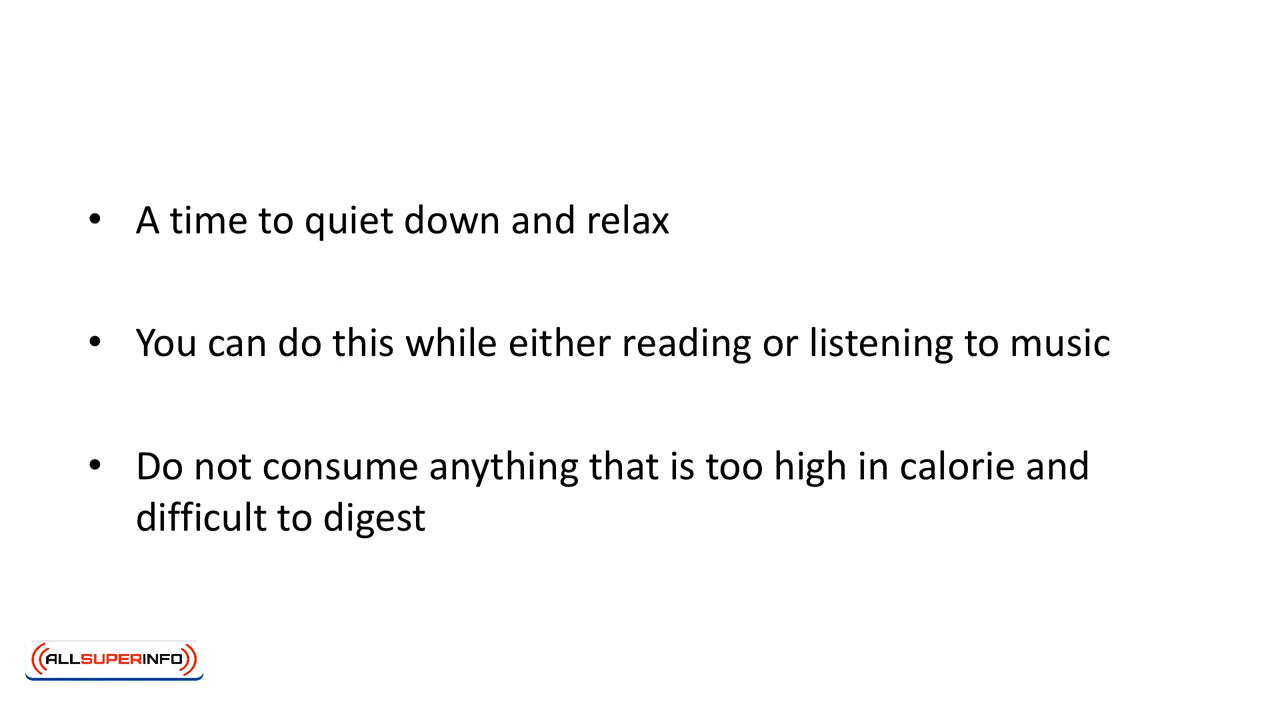 • A time to quiet down and relax
• You can do this while either reading or listening to music
• Do not consume anything that is too high in calorie and
difficult to digest
ALLSUPERINFO